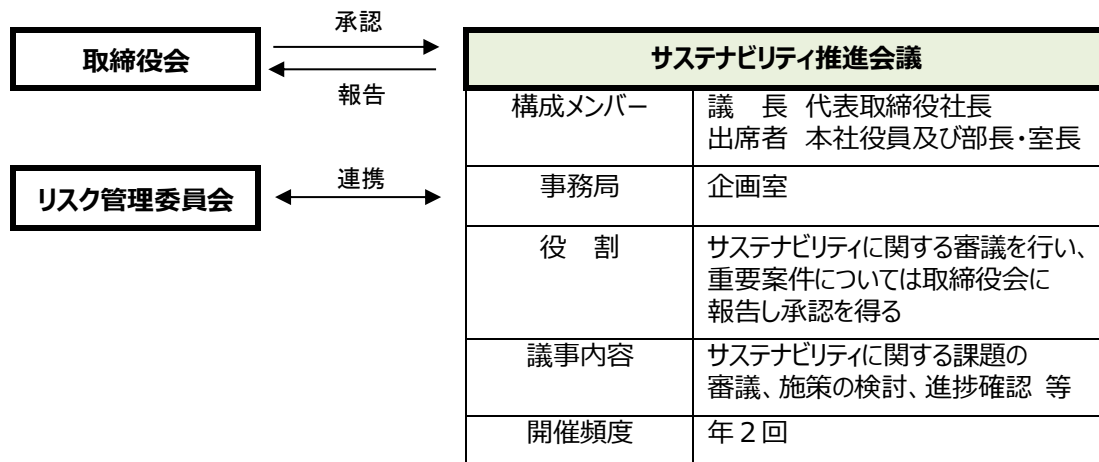 承認
取締役会
報告
リスク管理委員会
連携
サステナビリティ推進会議
構成メンバー
議　長　代表取締役社長
出席者　本社役員及び部長・室長
事務局
企画室
役　割
サステナビリティに関する審議を行い、
重要案件については取締役会に
報告し承認を得る
議事内容
サステナビリティに関する課題の
審議、施策の検討、進捗確認 等
開催頻度
年２回